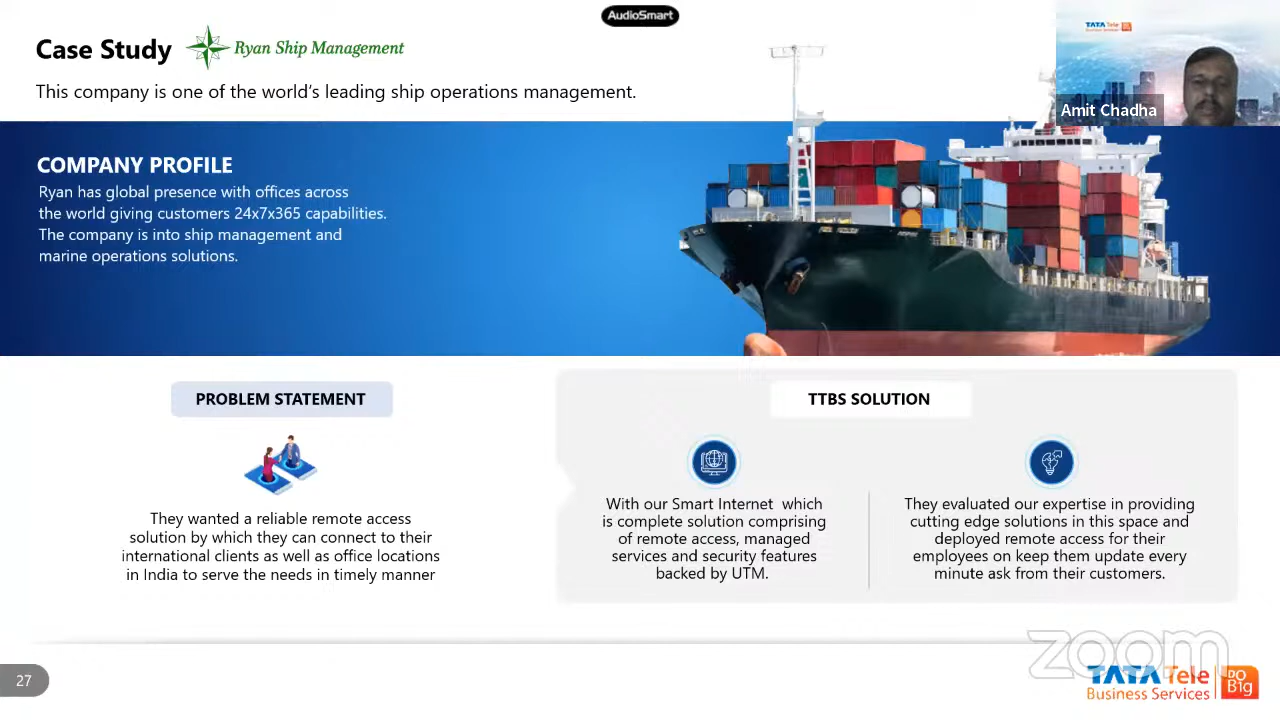 AudioSmart
Case Study
Ryan Ship Management
This company is one of the world's leading ship operations management.
TATA Tele
Amit Chadha
COMPANY PROFILE
Ryan has global presence with offices across
the world giving customers 24x7x365 capabilities.
The company is into ship management and
marine operations solutions.
PROBLEM STATEMENT
They wanted a reliable remote access
solution by which they can connect to their
international clients as well as office locations
in India to serve the needs in timely manner
TTBS SOLUTION
With our Smart Internet which
is complete solution comprising
of remote access, managed
services and security features
backed by UTM.
They evaluated our expertise in providing
cutting edge solutions in this space and
deployed remote access for their
employees on keep them update every
minute ask from their customers.
27
zoom
TATA Tele
Business Services
DO
B1g